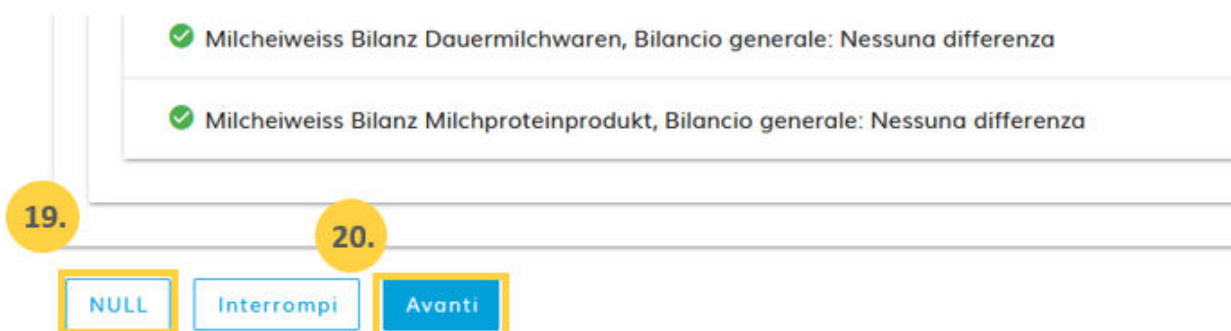 Milcheiweiss Bilanz Dauermilchwaren, Bilancio generale: Nessuna differenza
Milcheiweiss Bilanz Milchproteinprodukt, Bilancio generale: Nessuna differenza
19.
20.
NULL Interrompi Avanti